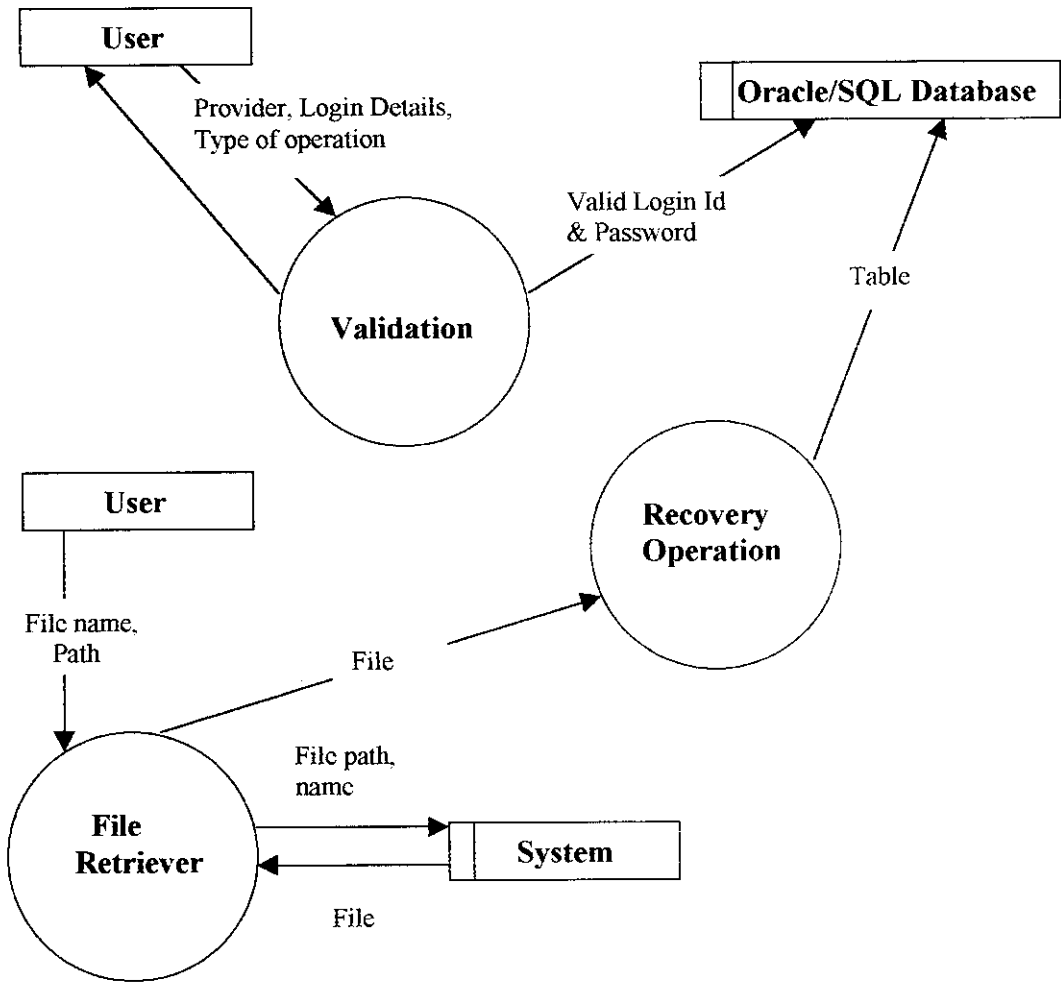 User
Oracle/SQL Database
Provider, Login Details,
Type of operation
Valid Login Id
& Password
Table
Validation
User
Recovery
Operation
File name,
Path
File
File path,
name
File
Retriever
System
File